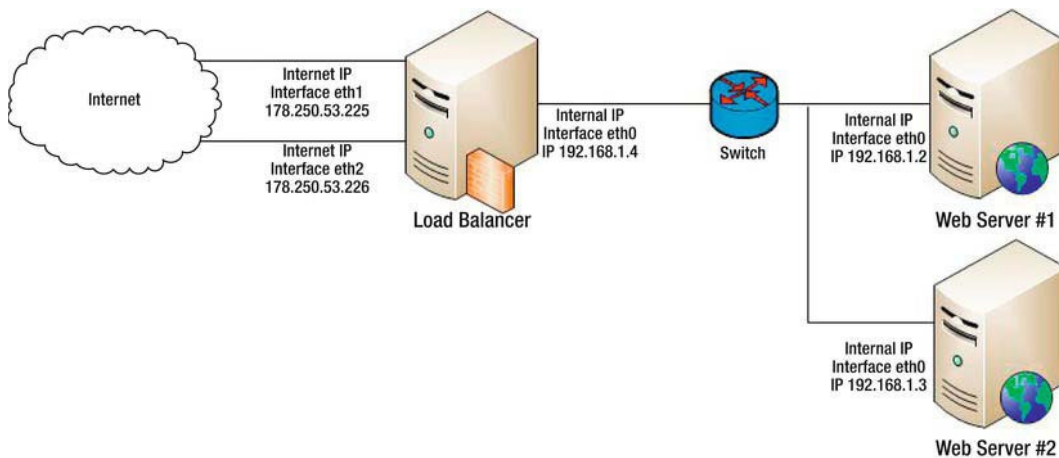 Internet
Internet IP
Interface eth1
178.250.53.225
Internet IP
Interface eth2
178.250.53.226
Load Balancer
Internal IP
Interface eth0
IP 192.168.1.4
Switch
Internal IP
Interface eth0
IP 192.168.1.2
Web Server #1
Internal IP
Interface eth0
IP 192.168.1.3
Web Server #2